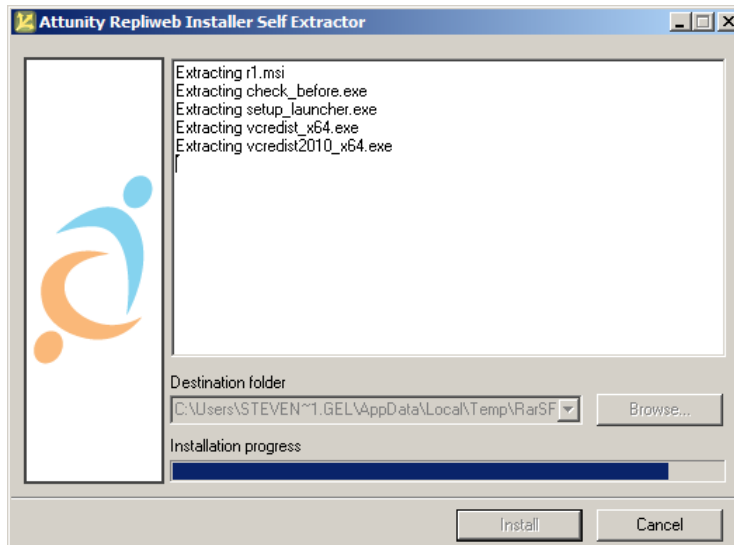 Attunity Repliweb Installer Self Extractor
Extracting r1.msi
Extracting check_before.exe
Extracting setup_launcher.exe
Extracting vcredist_x64.exe
Extracting vcredist2010_x64.exe
Destination folder
C:\Users\STEVEN~1.GEL\AppData\Local\Temp\RarSF
Browse...
Installation progress
Install
Cancel